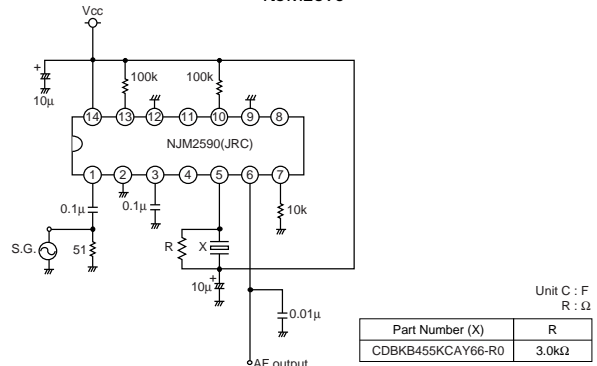 Vcc
+
10μ
100k
100k
14
13
12
11
10
9
8
NJM2590(JRC)
1
2
3
4
5
6
7
0.1μ
0.1μ
10k
S.G.
51
R
X
+
10μ
0.01μ
AF output
Unit C : F
R : Ω
Part Number (X) R
CDBKB455KCAY66-R0 3.0kΩ